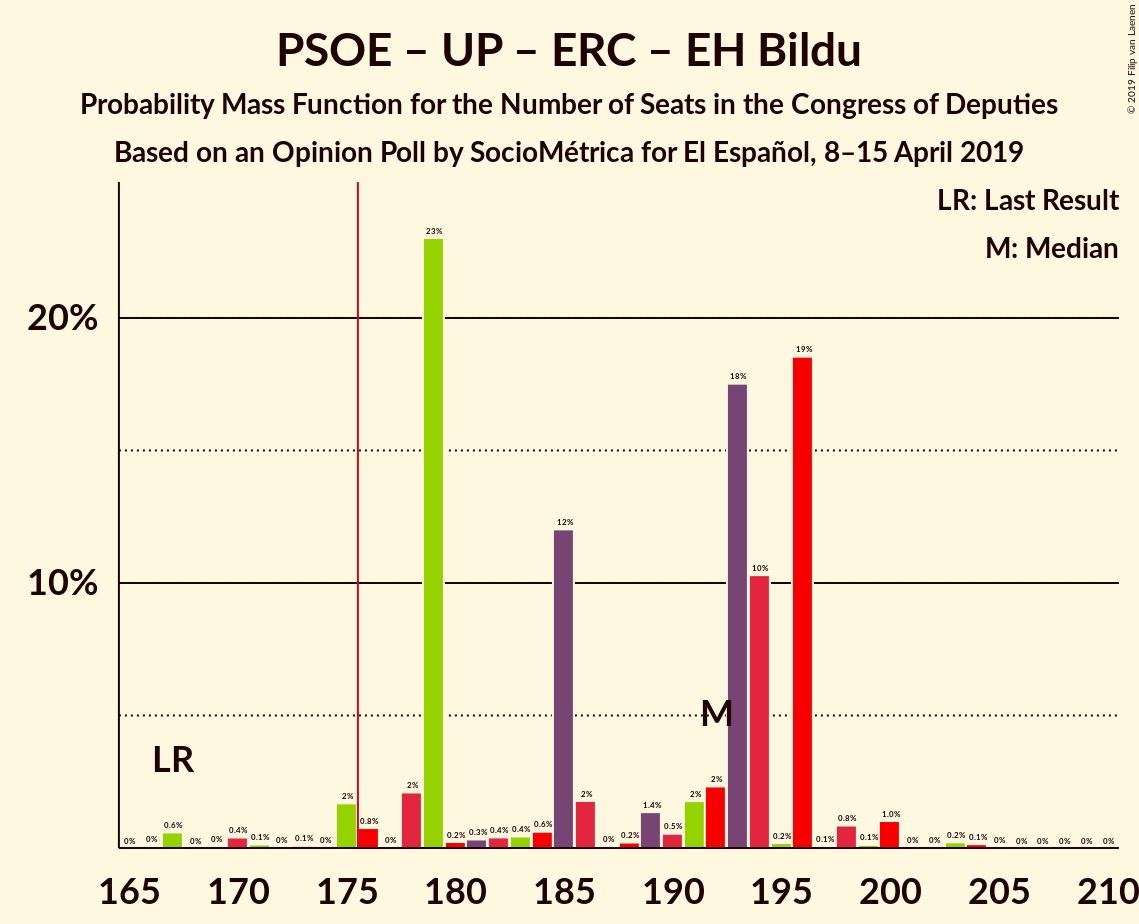 PSOE – UP – ERC – EH Bildu
Probability Mass Function for the Number of Seats in the Congress of Deputies
Based on an Opinion Poll by SocioMétrica for El Español, 8–15 April 2019
© 2019 Filip van Laenen
LR: Last Result
M: Median
20%
10%
LR
M
0% 0% 0.6% 0% 0% 0.4% 0.1% 0% 0.1% 0% 2% 0.8% 0% 2% 23% 0.2% 0.3% 0.4% 0.4% 0.6% 12% 2% 0% 0.2% 1.4% 0.5% 2% 2% 18% 10% 0.2% 19% 0.1% 0.8% 0.1% 1.0% 0% 0% 0.2% 0.1% 0% 0% 0% 0% 0% 0%
165 170 175 180 185 190 195 200 205 210